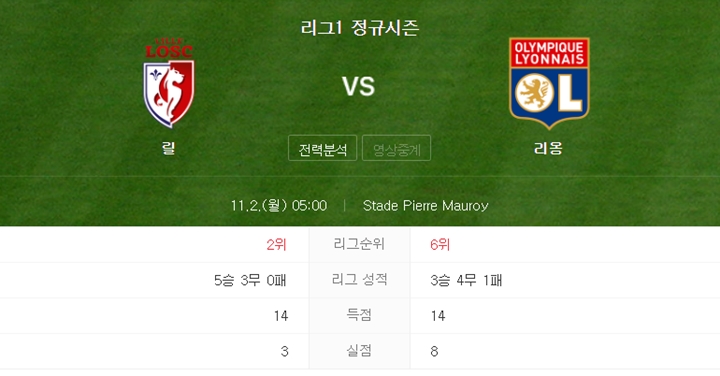 리그1 정규시즌
LOSC
OLYMPIQUE
LYONNAIS
OL
VS
릴
리옹
전력분석
영상중계
11.2.(월) 05:00 | Stade Pierre Mauroy
2위 리그순위 6위
5승 3무 0패 리그 성적 3승 4무 1패
14 득점 14
3 실점 8